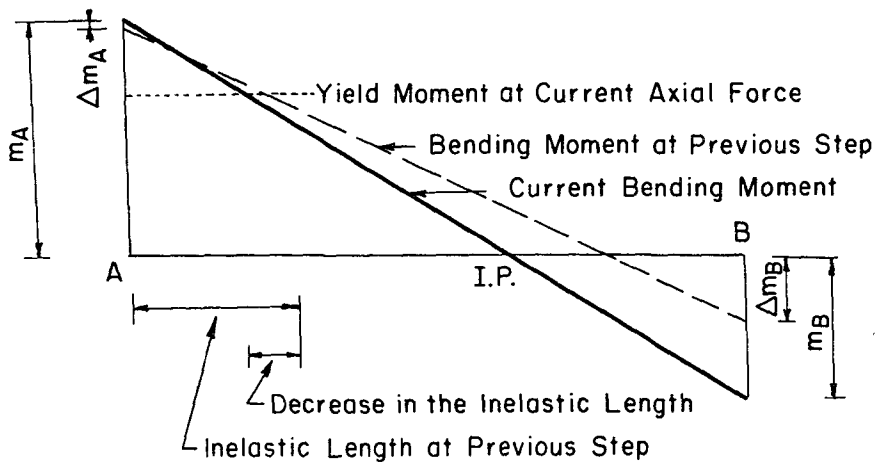 m_A
Δm_A
Yield Moment at Current Axial Force
Bending Moment at Previous Step
Current Bending Moment
B
A
I.P.
Δm_B
m_B
Decrease in the Inelastic Length
Inelastic Length at Previous Step